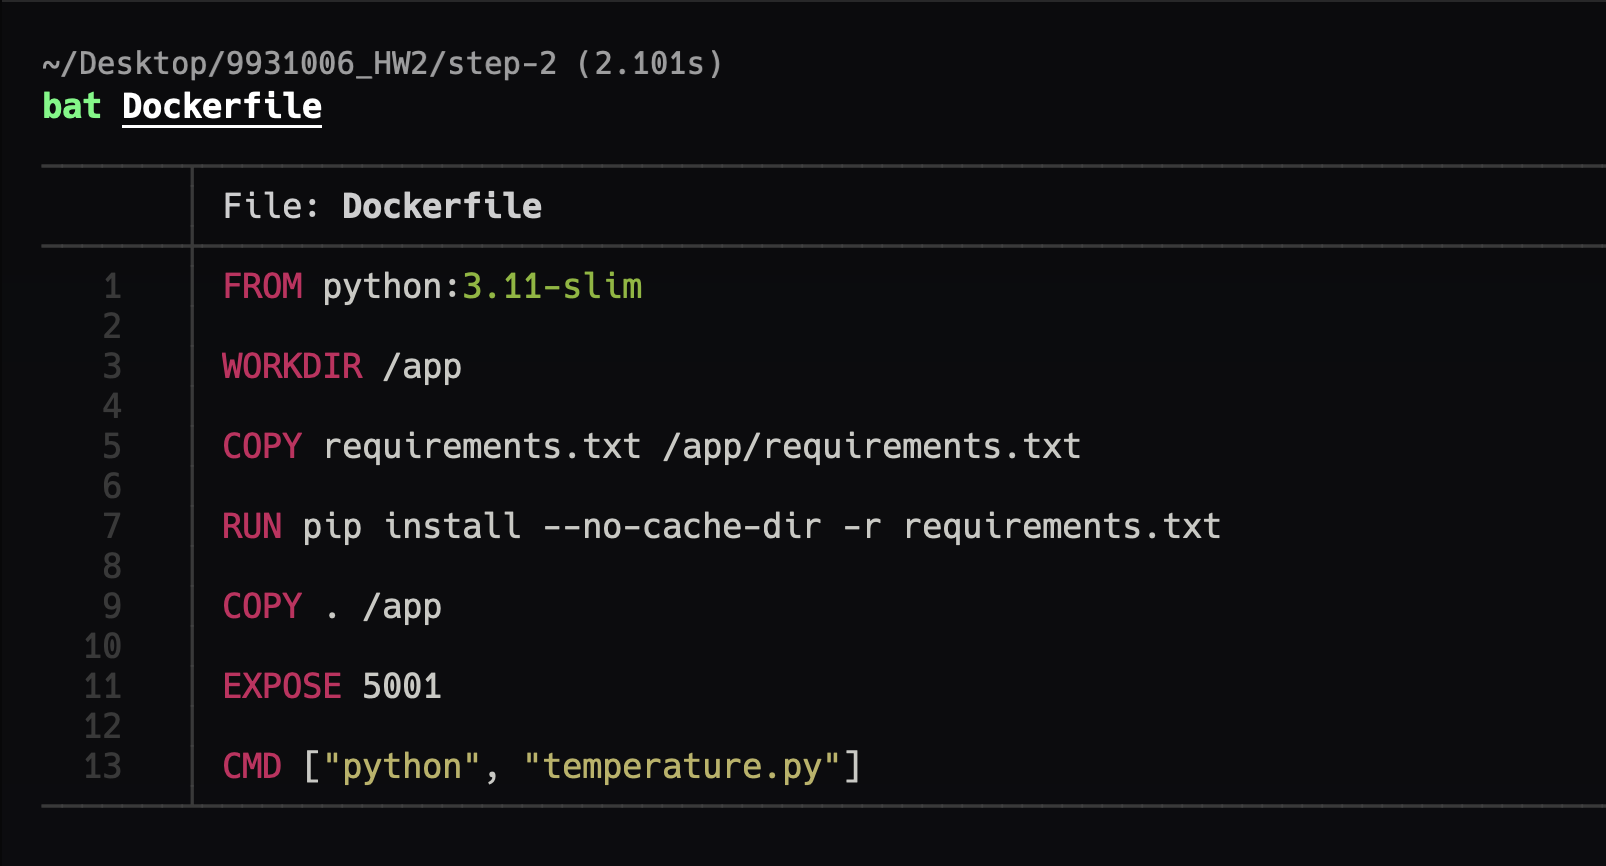 ~/Desktop/9931006_HW2/step-2 (2.101s)
bat Dockerfile
File: Dockerfile
1 FROM python:3.11-slim
2
3 WORKDIR /app
4
5 COPY requirements.txt /app/requirements.txt
6
7 RUN pip install --no-cache-dir -r requirements.txt
8
9 COPY . /app
10
11 EXPOSE 5001
12
13 CMD ["python", "temperature.py"]